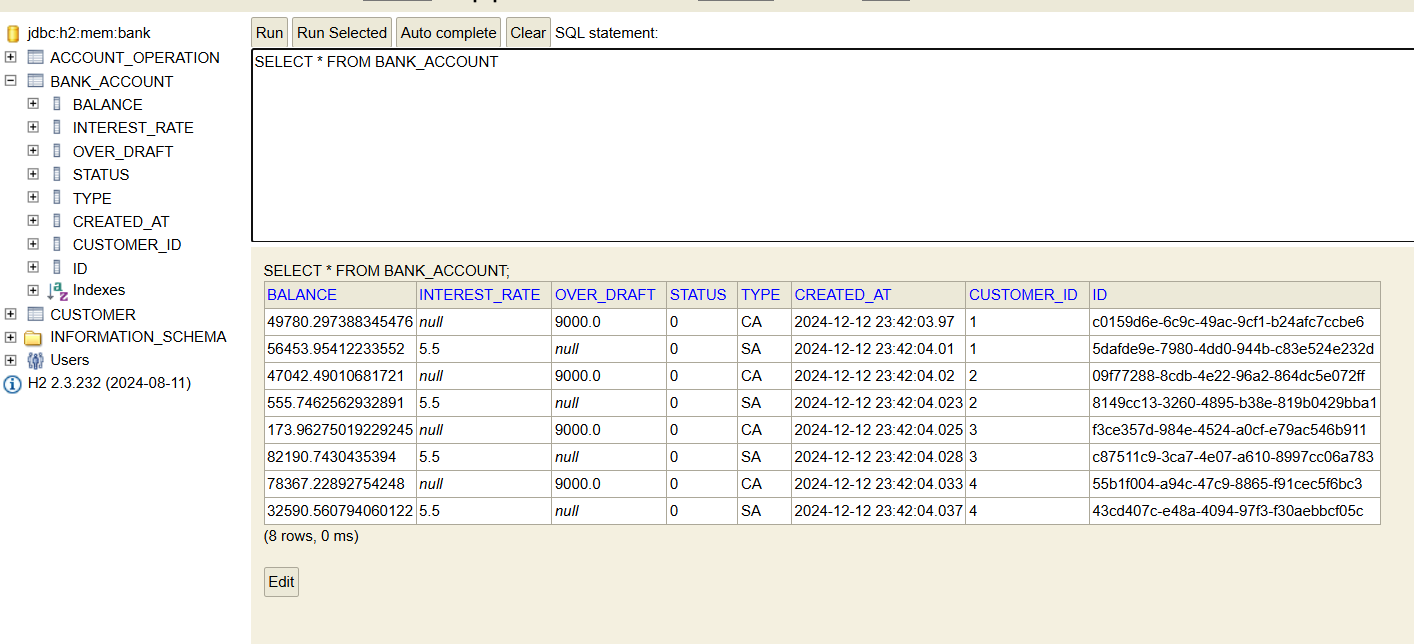 jdbc:h2:mem:bank
ACCOUNT_OPERATION
BANK_ACCOUNT
BALANCE
INTEREST_RATE
OVER_DRAFT
STATUS
TYPE
CREATED_AT
CUSTOMER_ID
ID
Indexes
CUSTOMER
INFORMATION_SCHEMA
Users
H2 2.3.232 (2024-08-11)
Run Run Selected Auto complete Clear SQL statement:
SELECT * FROM BANK_ACCOUNT
SELECT * FROM BANK_ACCOUNT;
BALANCE INTEREST_RATE OVER_DRAFT STATUS TYPE CREATED_AT CUSTOMER_ID ID
49780.297388345476 null 9000.0 0 CA 2024-12-12 23:42:03.97 1 c0159d6e-6c9c-49ac-9cf1-b24afc7ccbe6
56453.95412233552 5.5 null 0 SA 2024-12-12 23:42:04.01 1 5dafde9e-7980-4dd0-944b-c83e524e232d
47042.49010681721 null 9000.0 0 CA 2024-12-12 23:42:04.02 2 09f77288-8cdb-4e22-96a2-864dc5e072ff
555.7462562932891 5.5 null 0 SA 2024-12-12 23:42:04.023 2 8149cc13-3260-4895-b38e-819b0429bba1
173.96275019229245 null 9000.0 0 CA 2024-12-12 23:42:04.025 3 f3ce357d-984e-4524-a0cf-e79ac546b911
82190.7430435394 5.5 null 0 SA 2024-12-12 23:42:04.028 3 c87511c9-3ca7-4e07-a610-8997cc06a783
78367.22892754248 null 9000.0 0 CA 2024-12-12 23:42:04.033 4 55b1f004-a94c-47c9-8865-f91cec5f6bc3
32590.560794060122 5.5 null 0 SA 2024-12-12 23:42:04.037 4 43cd407c-e48a-4094-97f3-f30aebbcf05c
(8 rows, 0 ms)
Edit